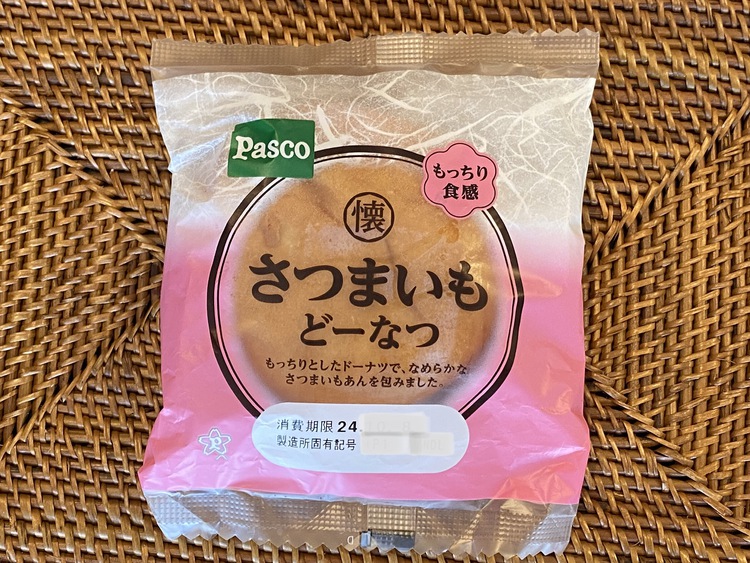 Pasco
もっちり
食感
懐
さつまいも
どーなつ
もっちりとしたドーナツで、なめらかな
さつまいもあんを包みました。
消費期限 24.
製造所固有記号